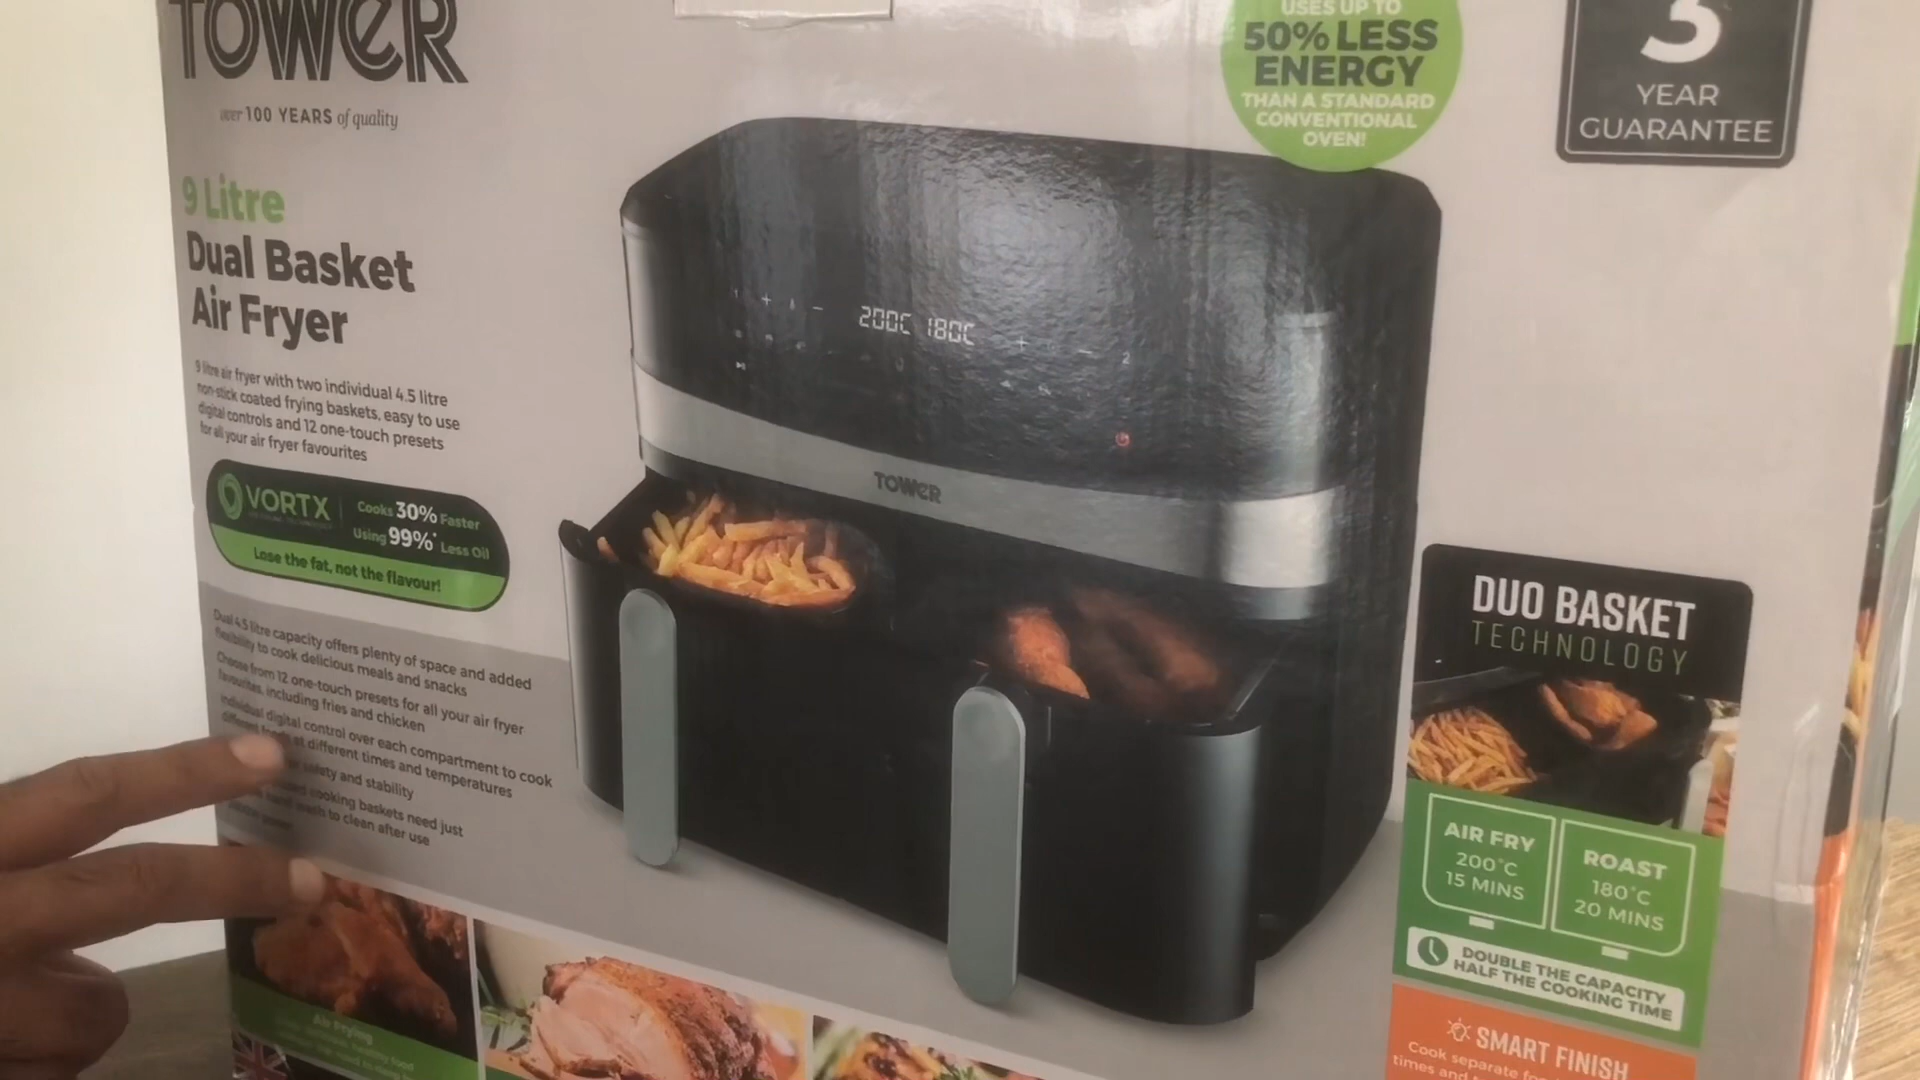 TOWER
over 100 YEARS of quality
9 Litre
Dual Basket
Air Fryer
9 litre air fryer with two individual 4.5 litre
non-stick coated frying baskets, easy to use
digital controls and 12 one-touch presets
for all your air fryer favourites
VORTX
Cooks 30% Faster
Using 99%* Less Oil
Lose the fat, not the flavour!
Dual 4.5 litre capacity offers plenty of space and added
flexibility to cook delicious meals and snacks
Choose from 12 one-touch presets for all your air fryer
favourites, including fries and chicken
Individual digital control over each compartment to cook
different foods at different times and temperatures
safety and stability
cooking baskets need just
wash to clean after use
Air Frying
USES UP TO
50% LESS
ENERGY
THAN A STANDARD
CONVENTIONAL
OVEN!
3
YEAR
GUARANTEE
200C 180C
2
TOWER
DUO BASKET
TECHNOLOGY
AIR FRY
200°C
15 MINS
ROAST
180°C
20 MINS
DOUBLE THE CAPACITY
HALF THE COOKING TIME
SMART FINISH
Cook separate
times and